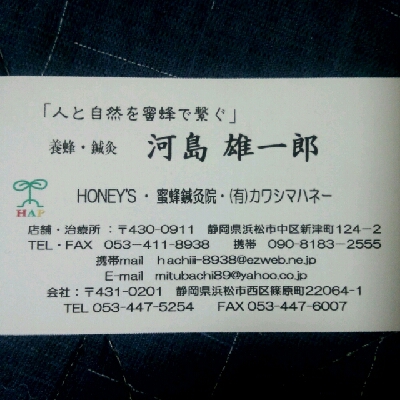 「人と自然を蜜蜂で繋ぐ」
養蜂・鍼灸 河島 雄一郎
HAP
HONEY'S・蜜蜂鍼灸院・(有)カワシマハネー
店舗・治療所：〒430-0911 静岡県浜松市中区新津町124-2
TEL・FAX 053-411-8938 携帯 090-8183-2555
携帯mail hachiii-8938@ezweb.ne.jp
E-mail mitubachi89@yahoo.co.jp
会社：〒431-0201 静岡県浜松市西区篠原町22064-1
TEL 053-447-5254 FAX 053-447-6007